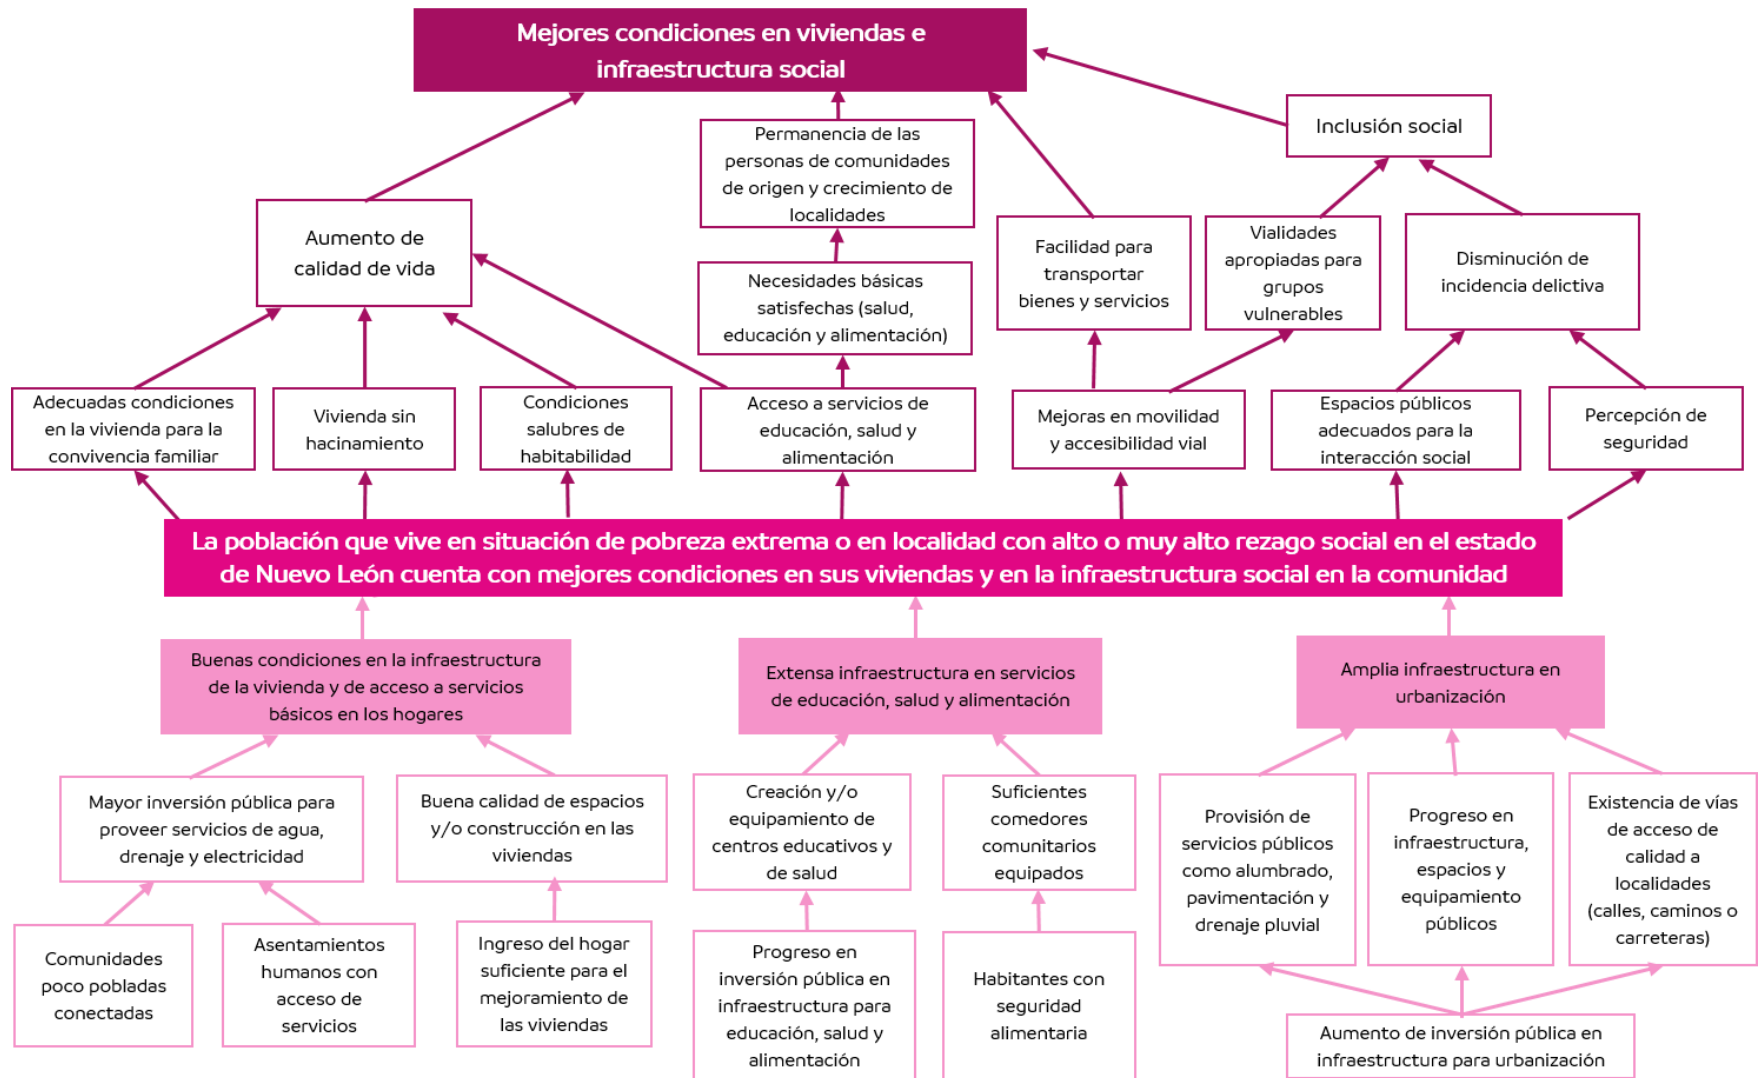 Mejores condiciones en viviendas e
infraestructura social
Inclusión social
Permanencia de las
personas de comunidades
de origen y crecimiento de
localidades
Aumento de
calidad de vida
Necesidades básicas
satisfechas (salud,
educación y alimentación)
Facilidad para
transportar
bienes y servicios
Vialidades
apropiadas para
grupos
vulnerables
Disminución de
incidencia delictiva
Adecuadas condiciones
en la vivienda para la
convivencia familiar
Vivienda sin
hacinamiento
Condiciones
salubres de
habitabilidad
Acceso a servicios de
educación, salud y
alimentación
Mejoras en movilidad
y accesibilidad vial
Espacios públicos
adecuados para la
interacción social
Percepción de
seguridad
La población que vive en situación de pobreza extrema o en localidad con alto o muy alto rezago social en el estado
de Nuevo León cuenta con mejores condiciones en sus viviendas y en la infraestructura social en la comunidad
Buenas condiciones en la infraestructura
de la vivienda y de acceso a servicios
básicos en los hogares
Extensa infraestructura en servicios
de educación, salud y alimentación
Amplia infraestructura en
urbanización
Mayor inversión pública para
proveer servicios de agua,
drenaje y electricidad
Buena calidad de espacios
y/o construcción en las
viviendas
Creación y/o
equipamiento de
centros educativos y
de salud
Suficientes
comedores
comunitarios
equipados
Provisión de
servicios públicos
como alumbrado,
pavimentación y
drenaje pluvial
Progreso en
infraestructura,
espacios y
equipamiento
públicos
Existencia de vías
de acceso de
calidad a
localidades
(calles, caminos o
carreteras)
Comunidades
poco pobladas
conectadas
Asentamientos
humanos con
acceso de
servicios
Ingreso del hogar
suficiente para el
mejoramiento de
las viviendas
Progreso en
inversión pública en
infraestructura para
educación, salud y
alimentación
Habitantes con
seguridad
alimentaria
Aumento de inversión pública en
infraestructura para urbanización